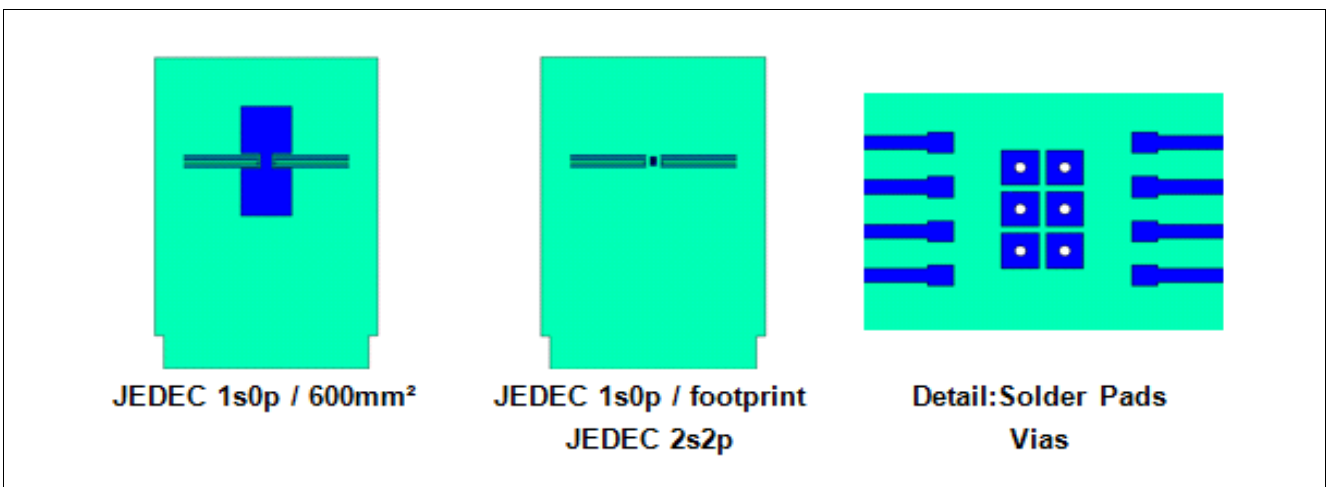 JEDEC 1s0p / 600mm²
JEDEC 1s0p / footprint
JEDEC 2s2p
Detail:Solder Pads
Vias